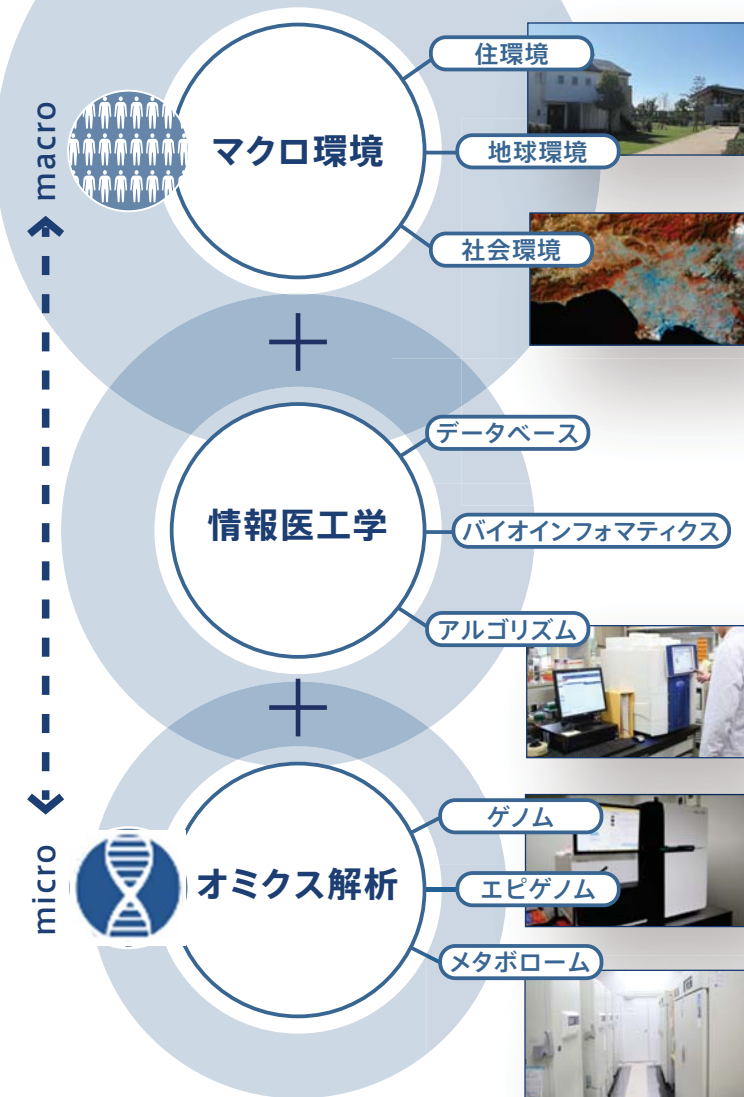 macro
マクロ環境
住環境
地球環境
社会環境
+
情報医工学
データベース
バイオインフォマティクス
アルゴリズム
+
micro
オミクス解析
ゲノム
エピゲノム
メタボローム